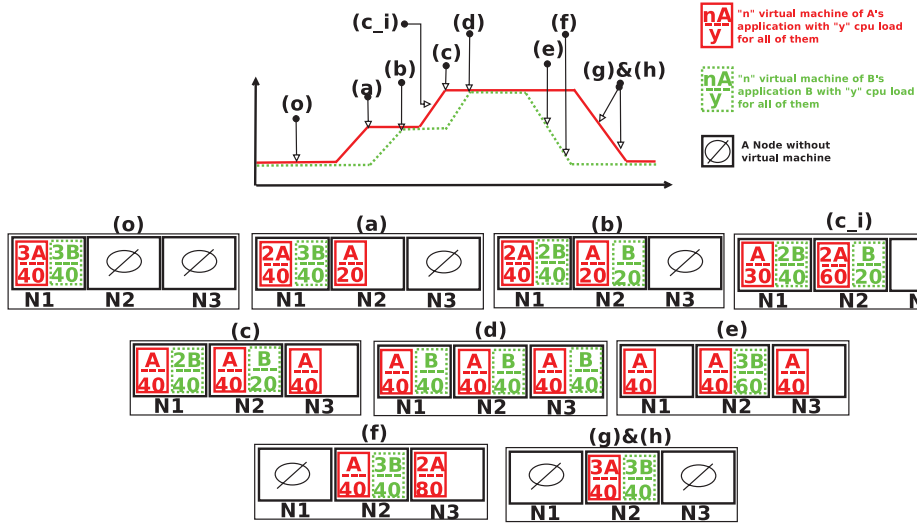 (o)
(a)
(b)
(c_i)
(c)
(d)
(e)
(f)
(g)&(h)
nA
y
"n" virtual machine of A's
application with "y" cpu load
for all of them
nA
y
"n" virtual machine of B's
application B with "y" cpu load
for all of them
A Node without
virtual machine
(o)
3A 3B
40 40
N1 N2 N3
(a)
2A 3B A
40 40 20
N1 N2 N3
(b)
2A 2B A B
40 40 20 20
N1 N2 N3
(c_i)
A 2B 2A B
30 40 60 20
N1 N2 N
(c)
A 2B A B A
40 40 40 20 40
N1 N2 N3
(d)
A B A B A B
40 40 40 40 40 40
N1 N2 N3
(e)
A A 3B A
40 40 60 40
N1 N2 N3
(f)
A 3B 2A
40 40 80
N1 N2 N3
(g)&(h)
3A 3B
40 40
N1 N2 N3